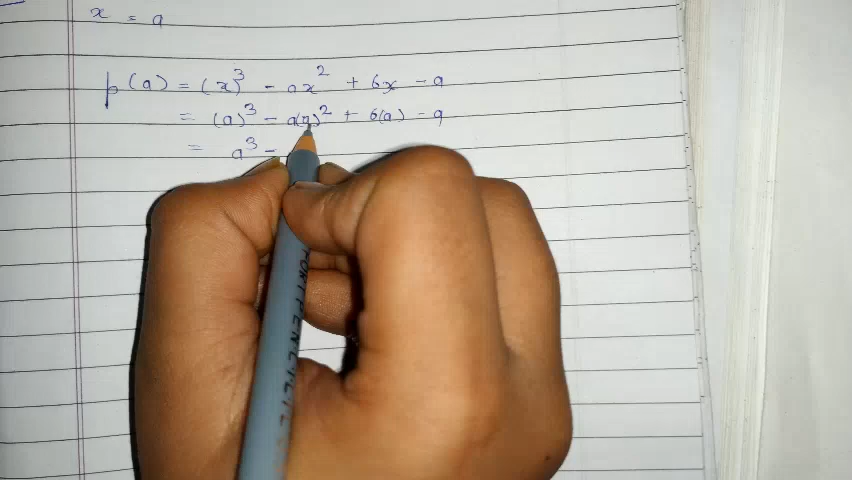 x = a
p(a) = (x)³ - ax² + 6x - a
= (a)³ - a(a)² + 6(a) - a
= a³ -